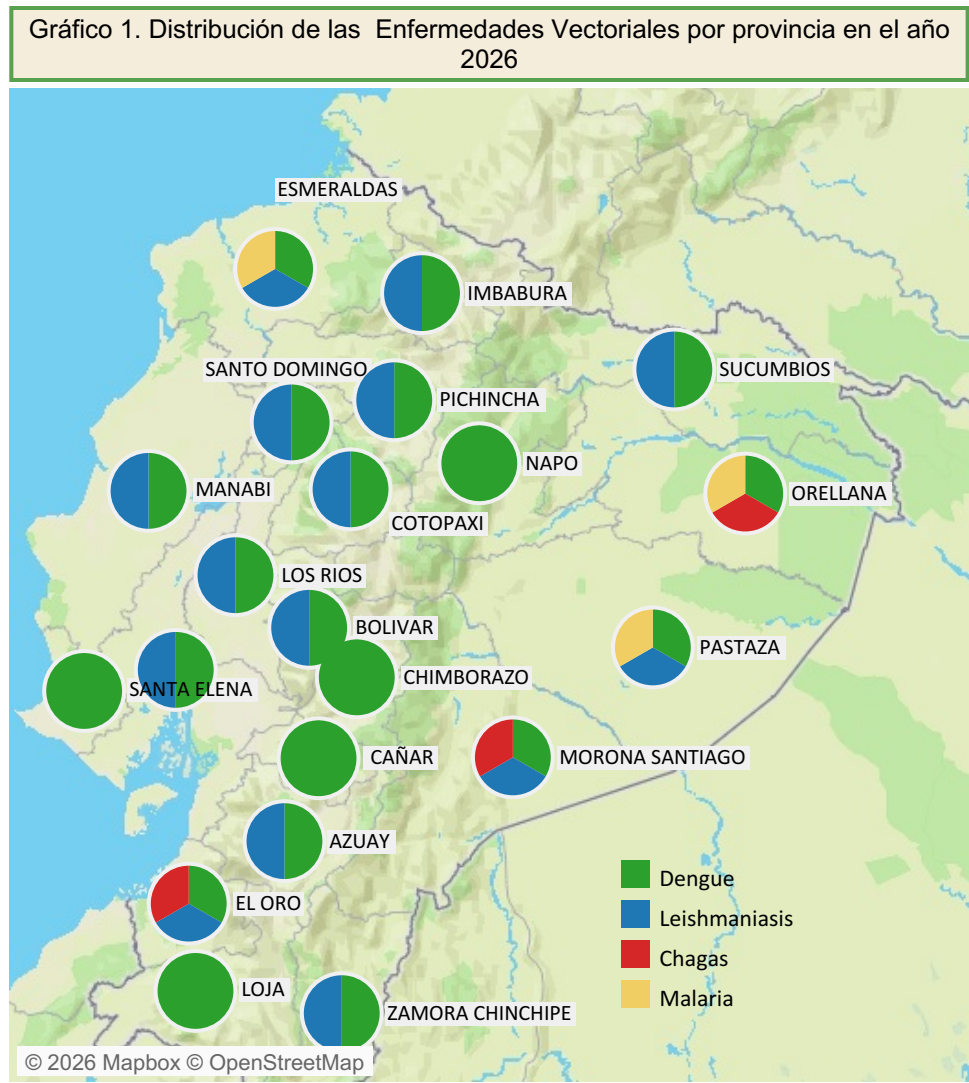 Gráfico 1. Distribución de las  Enfermedades Vectoriales por provincia en el año
2026
ESMERALDAS
IMBABURA
SUCUMBIOS
SANTO DOMINGO
PICHINCHA
NAPO
ORELLANA
MANABI
COTOPAXI
LOS RIOS
BOLIVAR
PASTAZA
CHIMBORAZO
SANTA ELENA
CAÑAR
MORONA SANTIAGO
AZUAY
EL ORO
LOJA
ZAMORA CHINCHIPE
Dengue
Leishmaniasis
Chagas
Malaria
© 2026 Mapbox © OpenStreetMap